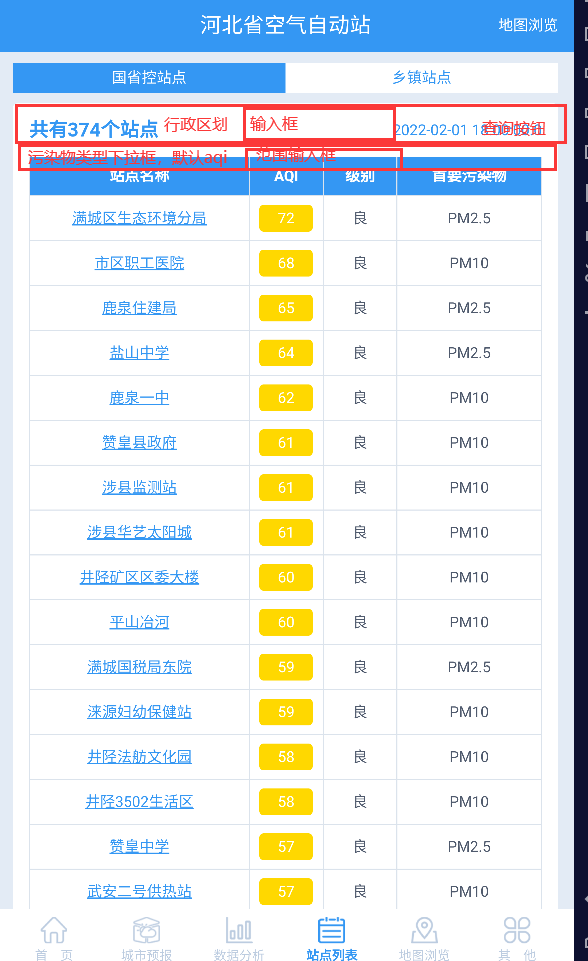 河北省空气自动站 地图浏览
国省控站点 乡镇站点
共有374个站点 行政区划 输入框 2022-02-01 查询按钮
污染物类型下拉框，默认aqi 范围输入框
站点名称 AQI 级别 首要污染物
满城区生态环境分局 72 良 PM2.5
市区职工医院 68 良 PM10
鹿泉住建局 65 良 PM2.5
盐山中学 64 良 PM2.5
鹿泉一中 62 良 PM10
赞皇县政府 61 良 PM10
涉县监测站 61 良 PM10
涉县华艺太阳城 61 良 PM10
井陉矿区区委大楼 60 良 PM10
平山冶河 60 良 PM10
满城国税局东院 59 良 PM2.5
涞源妇幼保健站 59 良 PM10
井陉法舫文化园 58 良 PM10
井陉3502生活区 58 良 PM10
赞皇中学 57 良 PM2.5
武安二号供热站 57 良 PM10
首 页 城市预报 数据分析 站点列表 地图浏览 其 他